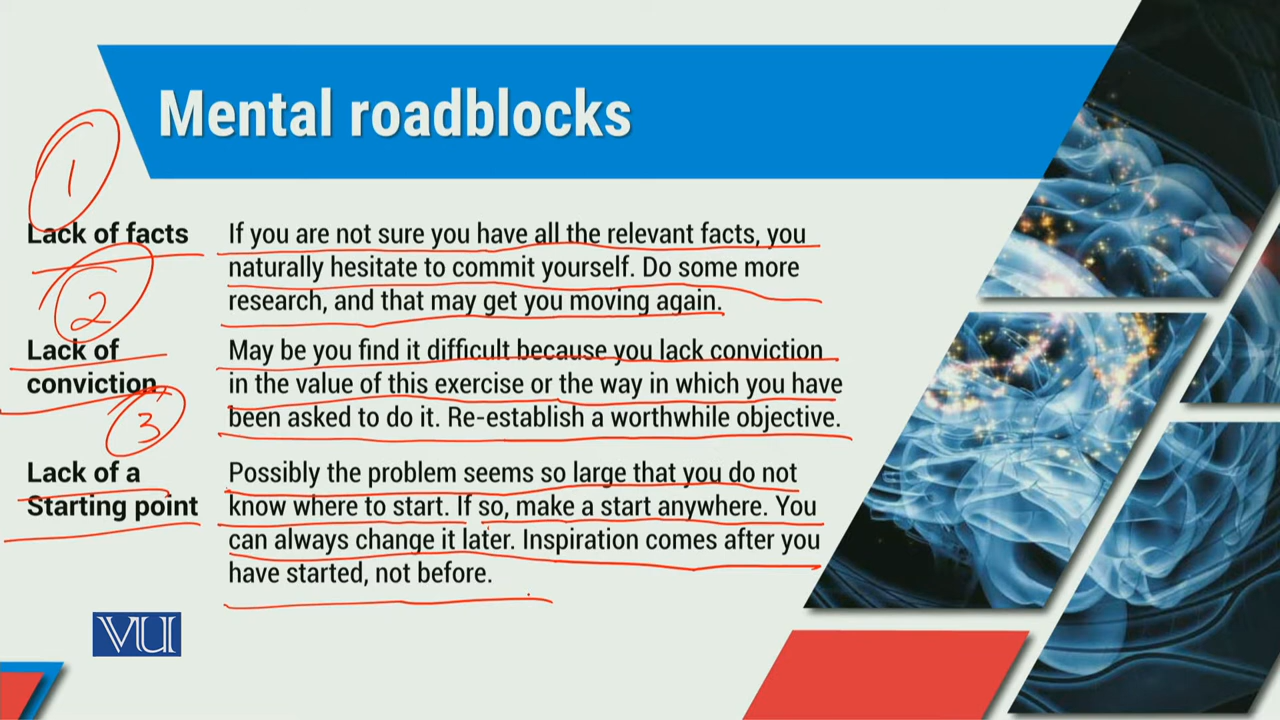 Mental roadblocks
1
Lack of facts
If you are not sure you have all the relevant facts, you
naturally hesitate to commit yourself. Do some more
research, and that may get you moving again.
2
Lack of
conviction
May be you find it difficult because you lack conviction
in the value of this exercise or the way in which you have
been asked to do it. Re-establish a worthwhile objective.
3
Lack of a
Starting point
Possibly the problem seems so large that you do not
know where to start. If so, make a start anywhere. You
can always change it later. Inspiration comes after you
have started, not before.
VU